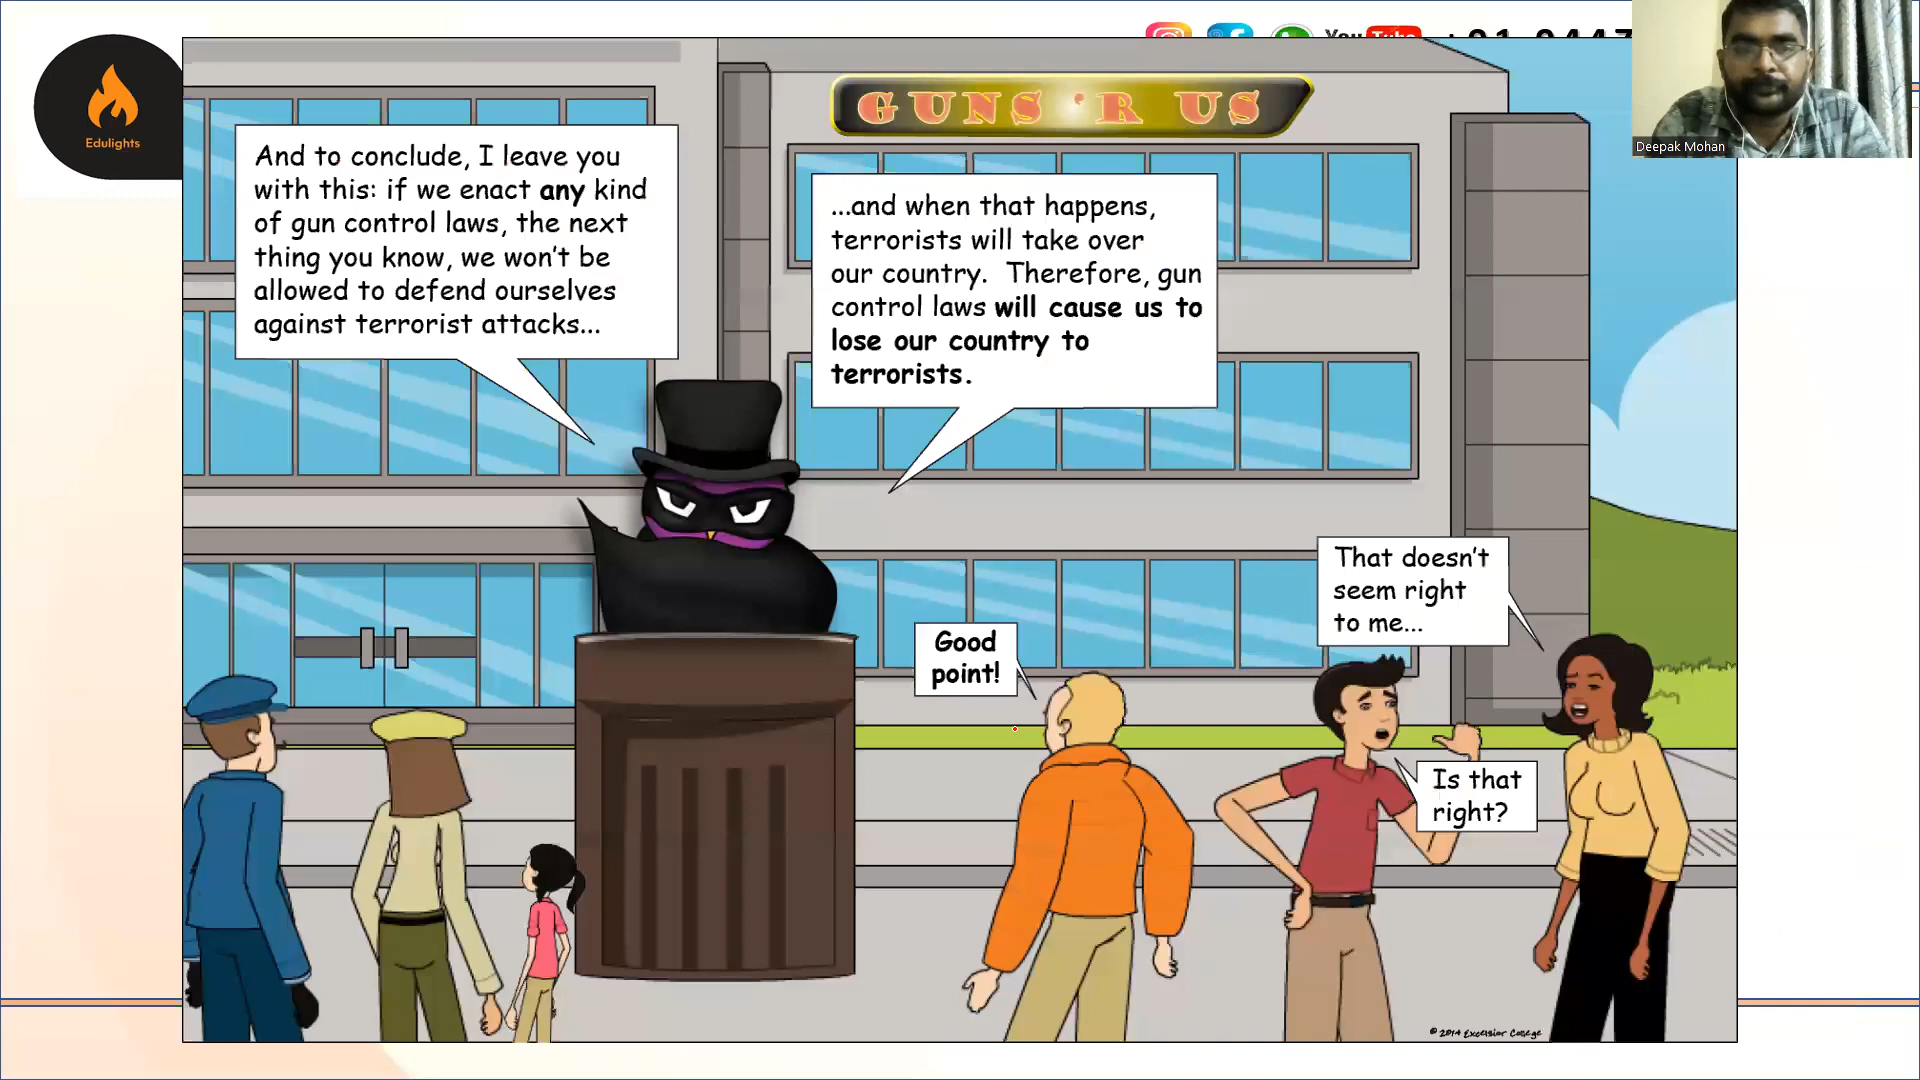 You Tube
Edulights
GUNS 'R US
Deepak Mohan
And to conclude, I leave you
with this: if we enact any kind
of gun control laws, the next
thing you know, we won't be
allowed to defend ourselves
against terrorist attacks...
...and when that happens,
terrorists will take over
our country. Therefore, gun
control laws will cause us to
lose our country to
terrorists.
Good
point!
That doesn't
seem right
to me...
Is that
right?
© 2014 Excelsior College